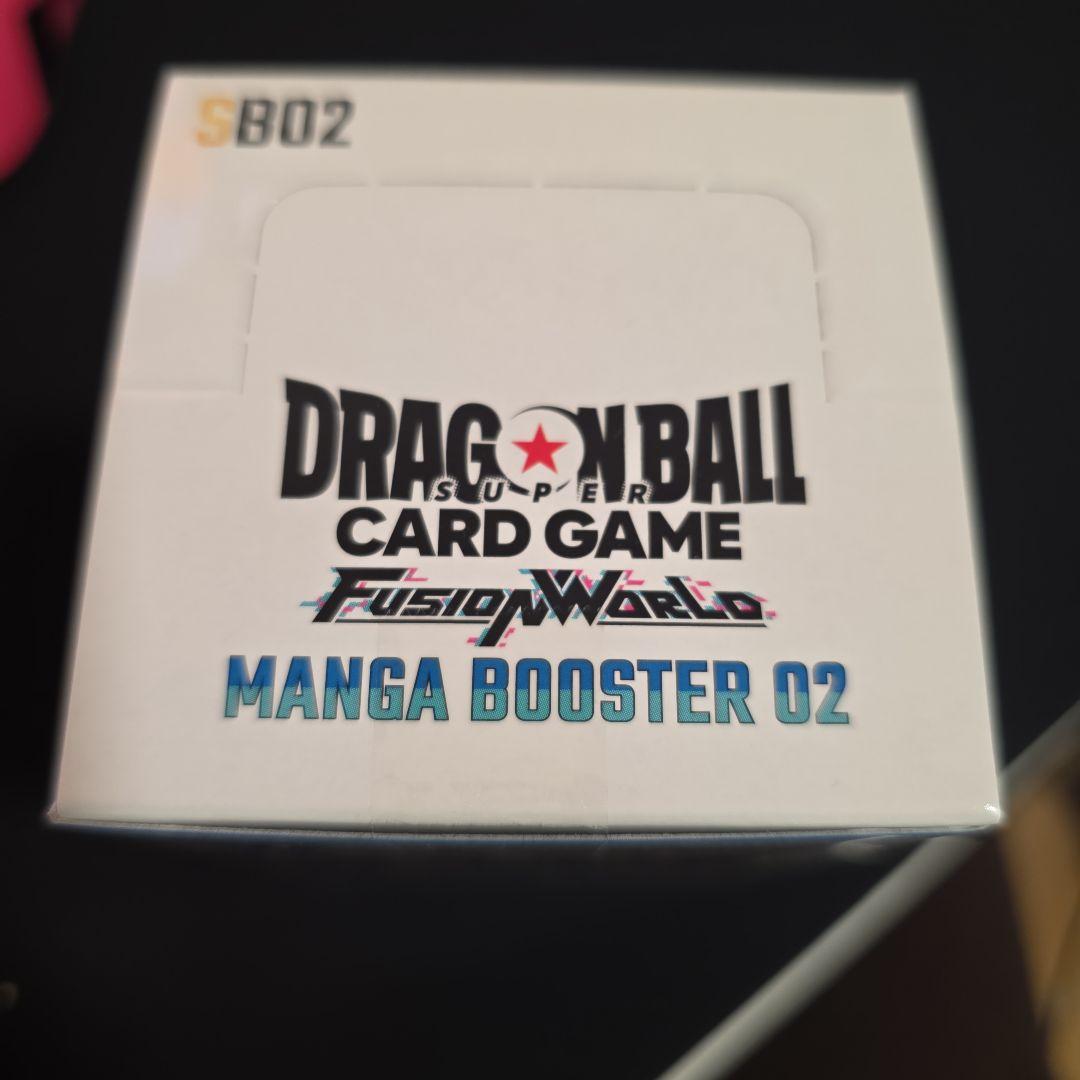 SB02
DRAGON BALL
SUPER
CARD GAME
FUSION WORLD
MANGA BOOSTER 02